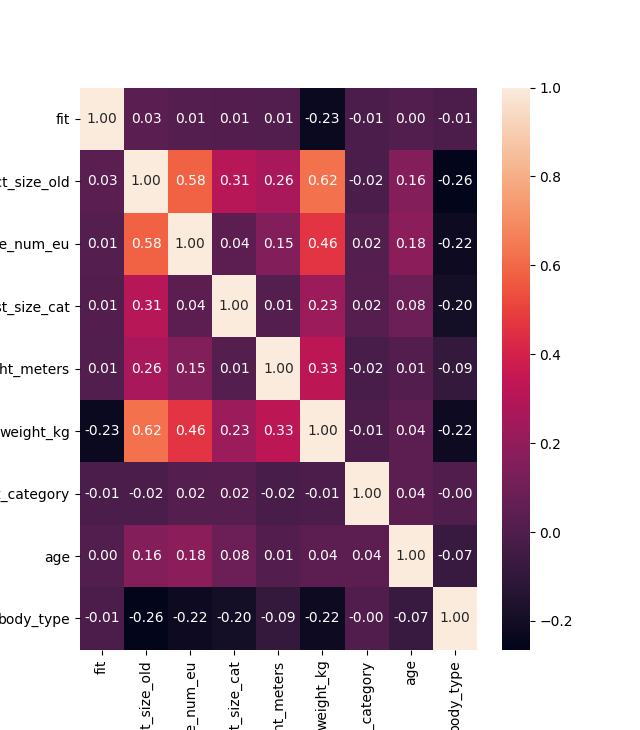 fit 1.00 0.03 0.01 0.01 0.01 -0.23 -0.01 0.00 -0.01
ct_size_old 0.03 1.00 0.58 0.31 0.26 0.62 -0.02 0.16 -0.26
e_num_eu 0.01 0.58 1.00 0.04 0.15 0.46 0.02 0.18 -0.22
st_size_cat 0.01 0.31 0.04 1.00 0.01 0.23 0.02 0.08 -0.20
ht_meters 0.01 0.26 0.15 0.01 1.00 0.33 -0.02 0.01 -0.09
weight_kg -0.23 0.62 0.46 0.23 0.33 1.00 -0.01 0.04 -0.22
_category -0.01 -0.02 0.02 0.02 -0.02 -0.01 1.00 0.04 -0.00
age 0.00 0.16 0.18 0.08 0.01 0.04 0.04 1.00 -0.07
body_type -0.01 -0.26 -0.22 -0.20 -0.09 -0.22 -0.00 -0.07 1.00
fit
t_size_old
e_num_eu
t_size_cat
ht_meters
weight_kg
_category
age
body_type
1.0
0.8
0.6
0.4
0.2
0.0
−0.2